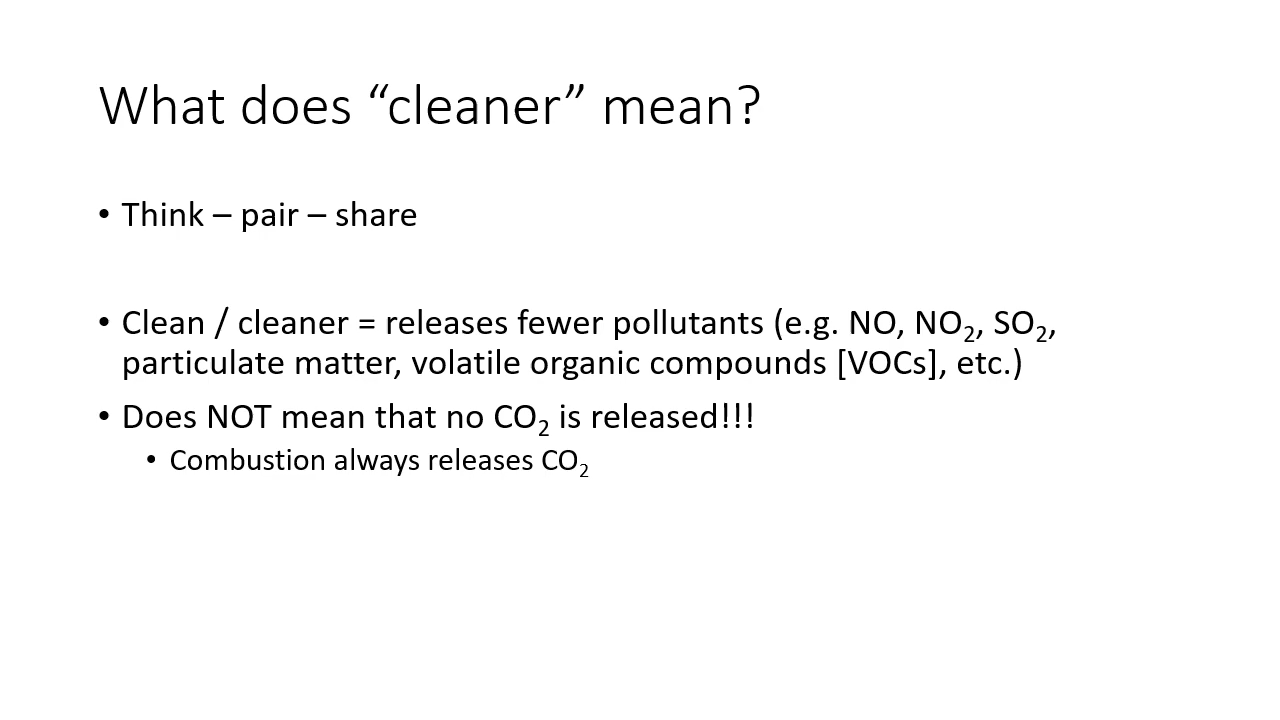 What does “cleaner” mean?
• Think – pair – share
• Clean / cleaner = releases fewer pollutants (e.g. NO, NO₂, SO₂,
particulate matter, volatile organic compounds [VOCs], etc.)
• Does NOT mean that no CO₂ is released!!!
• Combustion always releases CO₂